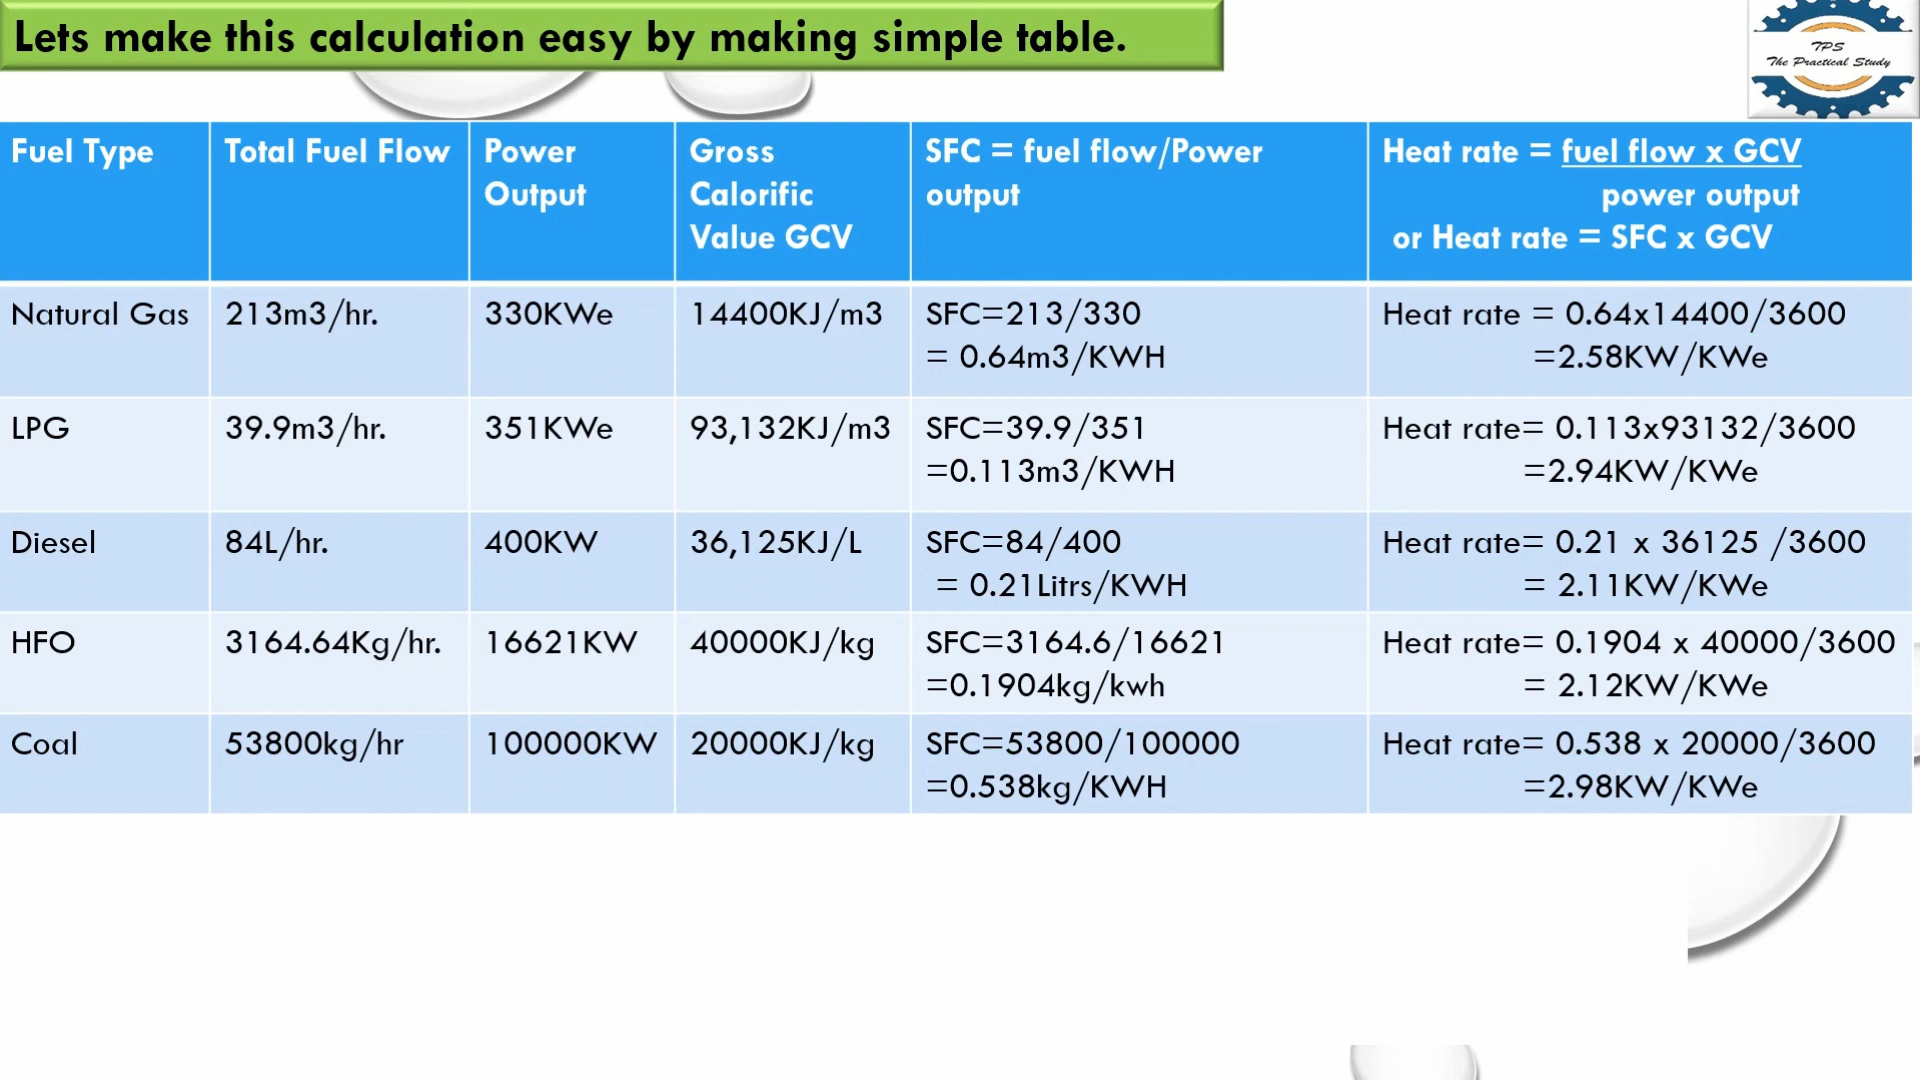 Lets make this calculation easy by making simple table.
TPS
The Practical Study
Fuel Type
Total Fuel Flow
Power
Output
Gross
Calorific
Value GCV
SFC = fuel flow/Power
output
Heat rate = fuel flow x GCV
power output
or Heat rate = SFC x GCV
Natural Gas
213m3/hr.
330KWe
14400KJ/m3
SFC=213/330
= 0.64m3/KWH
Heat rate = 0.64x14400/3600
=2.58KW/KWe
LPG
39.9m3/hr.
351KWe
93,132KJ/m3
SFC=39.9/351
=0.113m3/KWH
Heat rate= 0.113x93132/3600
=2.94KW/KWe
Diesel
84L/hr.
400KW
36,125KJ/L
SFC=84/400
= 0.21Litrs/KWH
Heat rate= 0.21 x 36125 /3600
= 2.11KW/KWe
HFO
3164.64Kg/hr.
16621KW
40000KJ/kg
SFC=3164.6/16621
=0.1904kg/kwh
Heat rate= 0.1904 x 40000/3600
= 2.12KW/KWe
Coal
53800kg/hr
100000KW
20000KJ/kg
SFC=53800/100000
=0.538kg/KWH
Heat rate= 0.538 x 20000/3600
=2.98KW/KWe